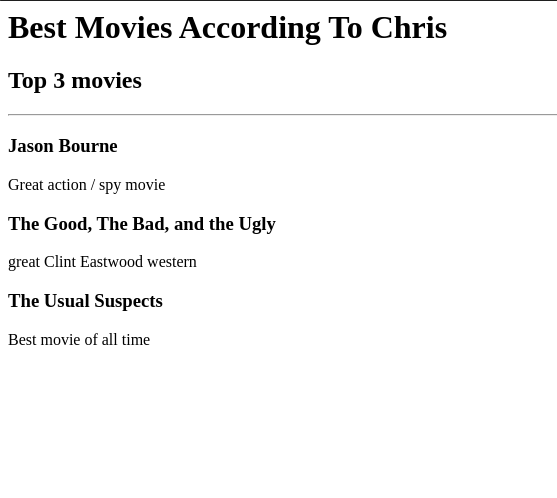 Best Movies According To Chris
Top 3 movies
Jason Bourne
Great action / spy movie
The Good, The Bad, and the Ugly
great Clint Eastwood western
The Usual Suspects
Best movie of all time